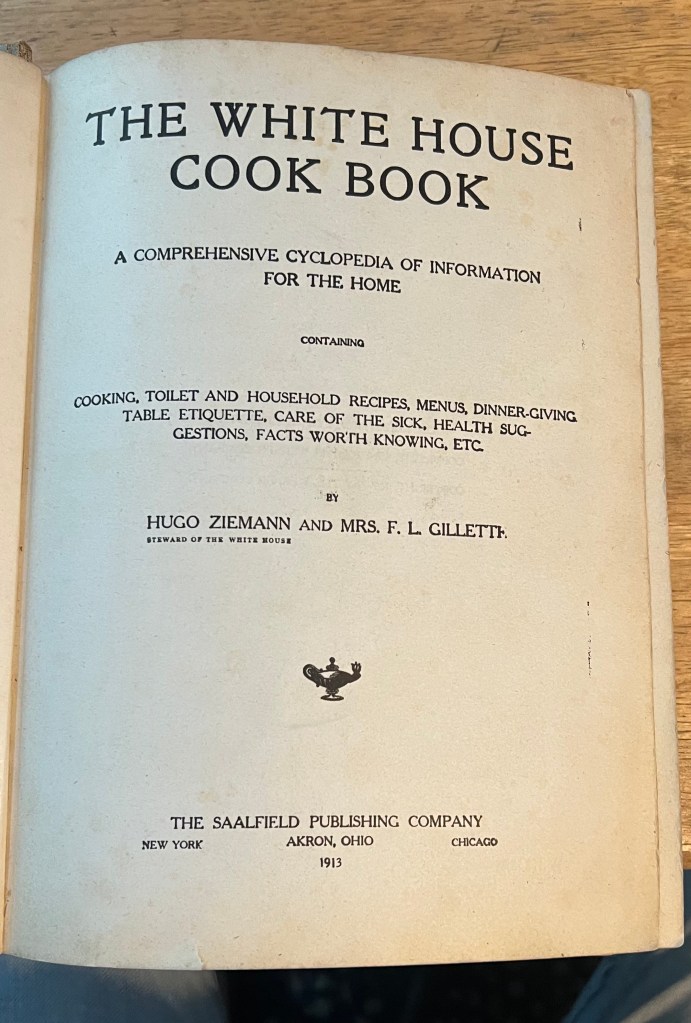 THE WHITE HOUSE
COOK BOOK
A COMPREHENSIVE CYCLOPEDIA OF INFORMATION
FOR THE HOME
CONTAINING
COOKING, TOILET AND HOUSEHOLD RECIPES, MENUS, DINNER-GIVING
TABLE ETIQUETTE, CARE OF THE SICK, HEALTH SUG-
GESTIONS, FACTS WORTH KNOWING, ETC.
BY
HUGO ZIEMANN AND MRS. F. L. GILLETTE.
STEWARD OF THE WHITE HOUSE
THE SAALFIELD PUBLISHING COMPANY
NEW YORK AKRON, OHIO CHICAGO
1913